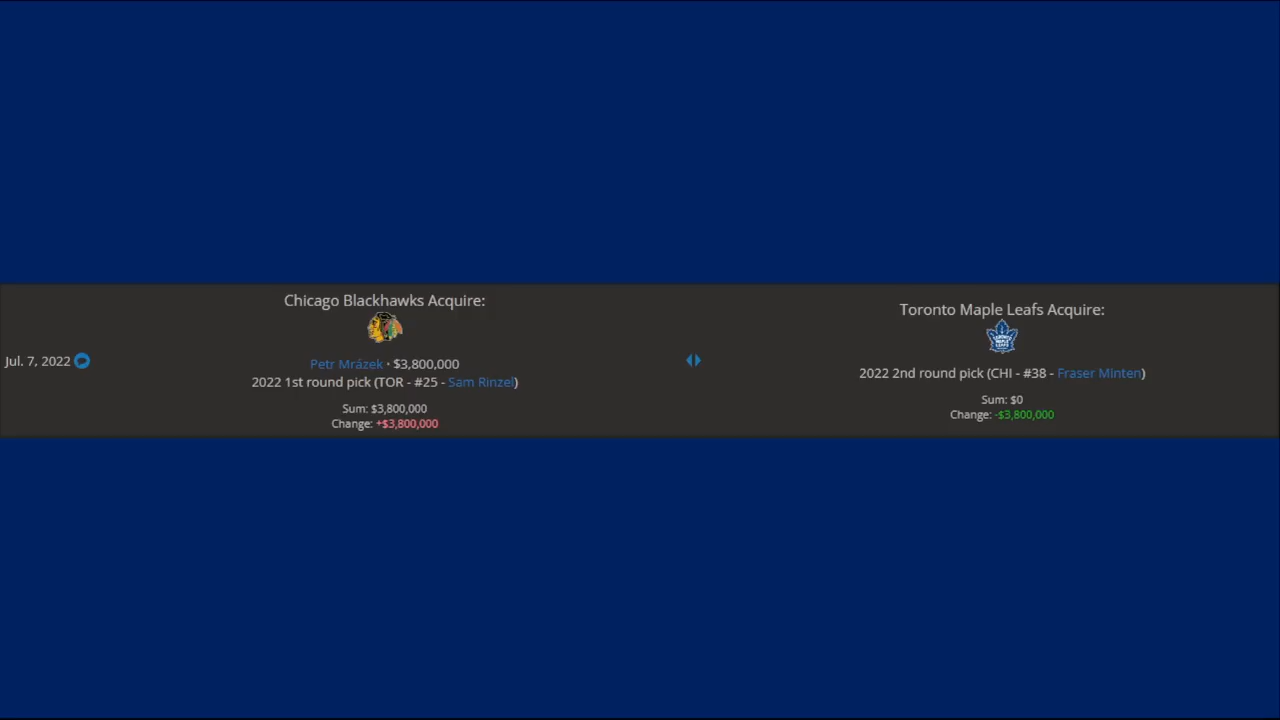 Jul. 7, 2022
Chicago Blackhawks Acquire:
Petr Mrázek • $3,800,000
2022 1st round pick (TOR - #25 - Sam Rinzel)
Sum: $3,800,000
Change: +$3,800,000
Toronto Maple Leafs Acquire:
2022 2nd round pick (CHI - #38 - Fraser Minten)
Sum: $0
Change: -$3,800,000